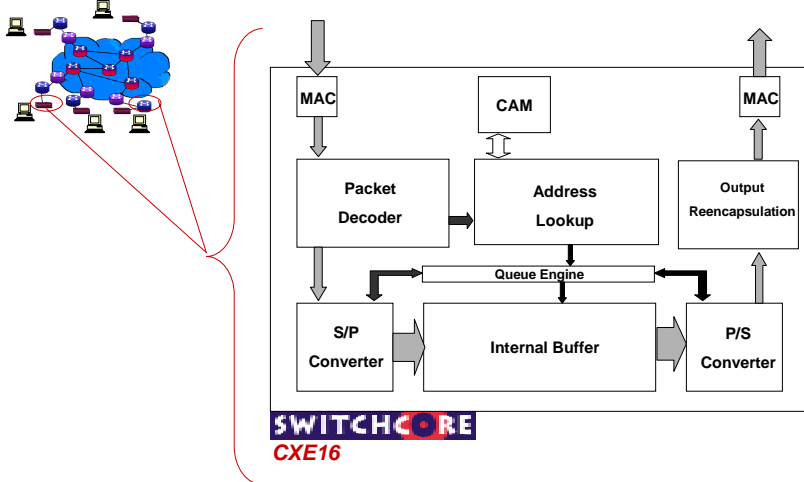 MAC
CAM
MAC
Packet
Decoder
Address
Lookup
Output
Reencapsulation
Queue Engine
S/P
Converter
Internal Buffer
P/S
Converter
SWITCHCORE
CXE16